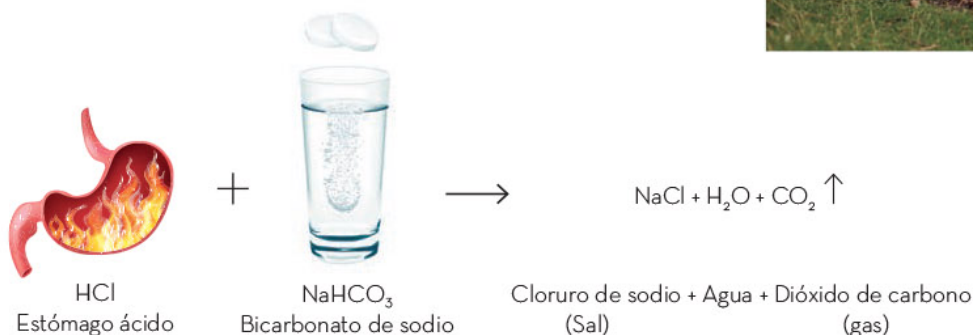 +
NaCl + H₂O + CO₂ ↑
HCl
Estómago ácido
NaHCO₃
Bicarbonato de sodio
Cloruro de sodio + Agua + Dióxido de carbono
(Sal) (gas)